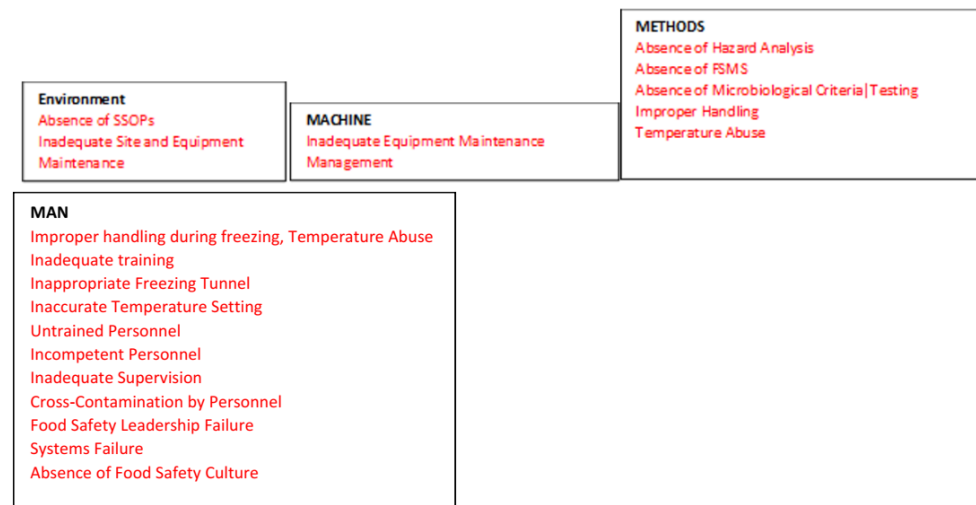 METHODS
Absence of Hazard Analysis
Absence of FSMS
Absence of Microbiological Criteria|Testing
Improper Handling
Temperature Abuse
Environment
Absence of SSOPs
Inadequate Site and Equipment
Maintenance
MACHINE
Inadequate Equipment Maintenance
Management
MAN
Improper handling during freezing, Temperature Abuse
Inadequate training
Inappropriate Freezing Tunnel
Inaccurate Temperature Setting
Untrained Personnel
Incompetent Personnel
Inadequate Supervision
Cross-Contamination by Personnel
Food Safety Leadership Failure
Systems Failure
Absence of Food Safety Culture